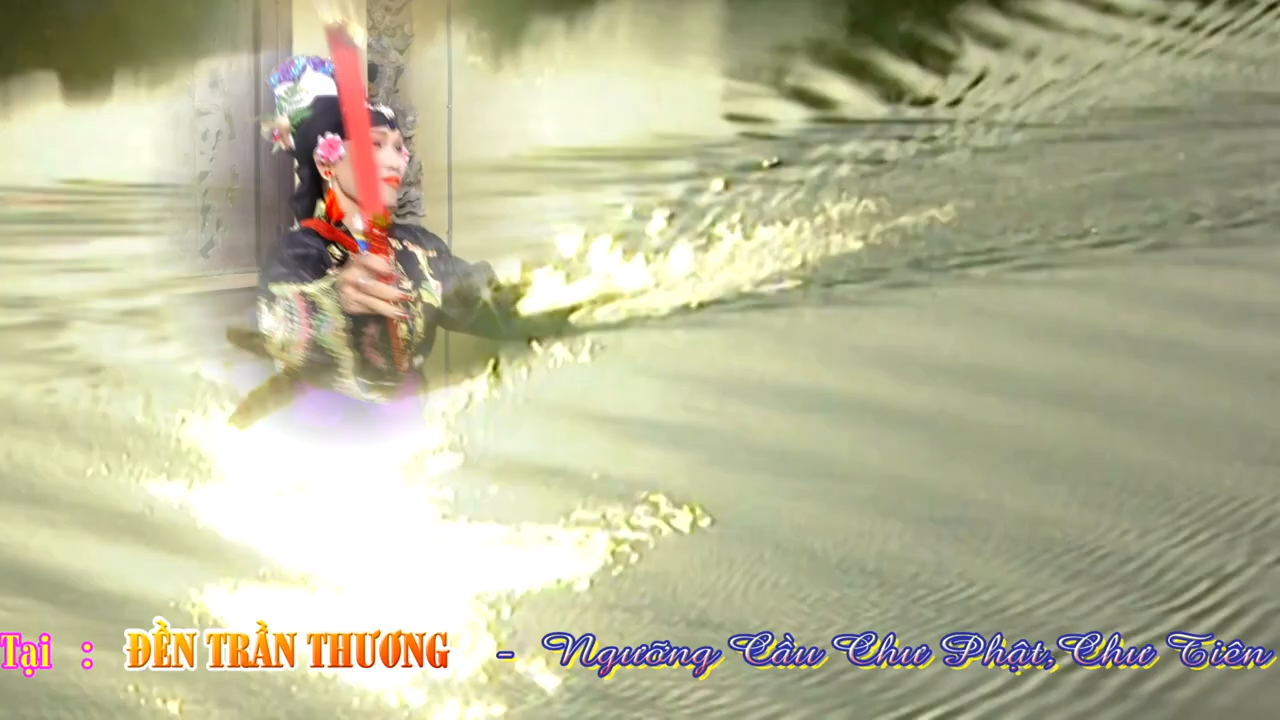 Tại : ĐỀN TRẦN THƯƠNG - Ngưỡng Cầu Chư Phật, Chư Tiên